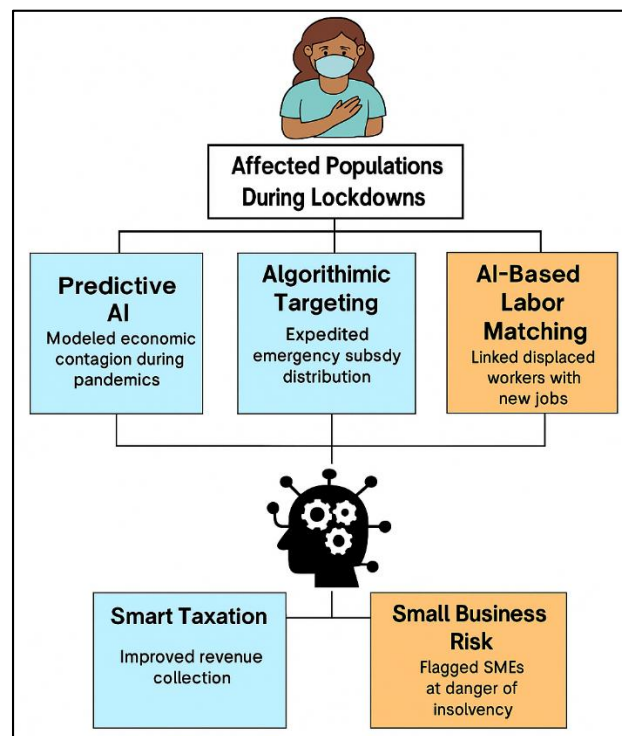 Affected Populations
During Lockdowns
Predictive
AI
Modeled economic
contagion during
pandemics
Algorithimic
Targeting
Expedited
emergency subsdy
distribution
AI-Based
Labor
Matching
Linked displaced
workers with
new jobs
Smart Taxation
Improved revenue
collection
Small Business
Risk
Flagged SMEs
at danger of
insolvency